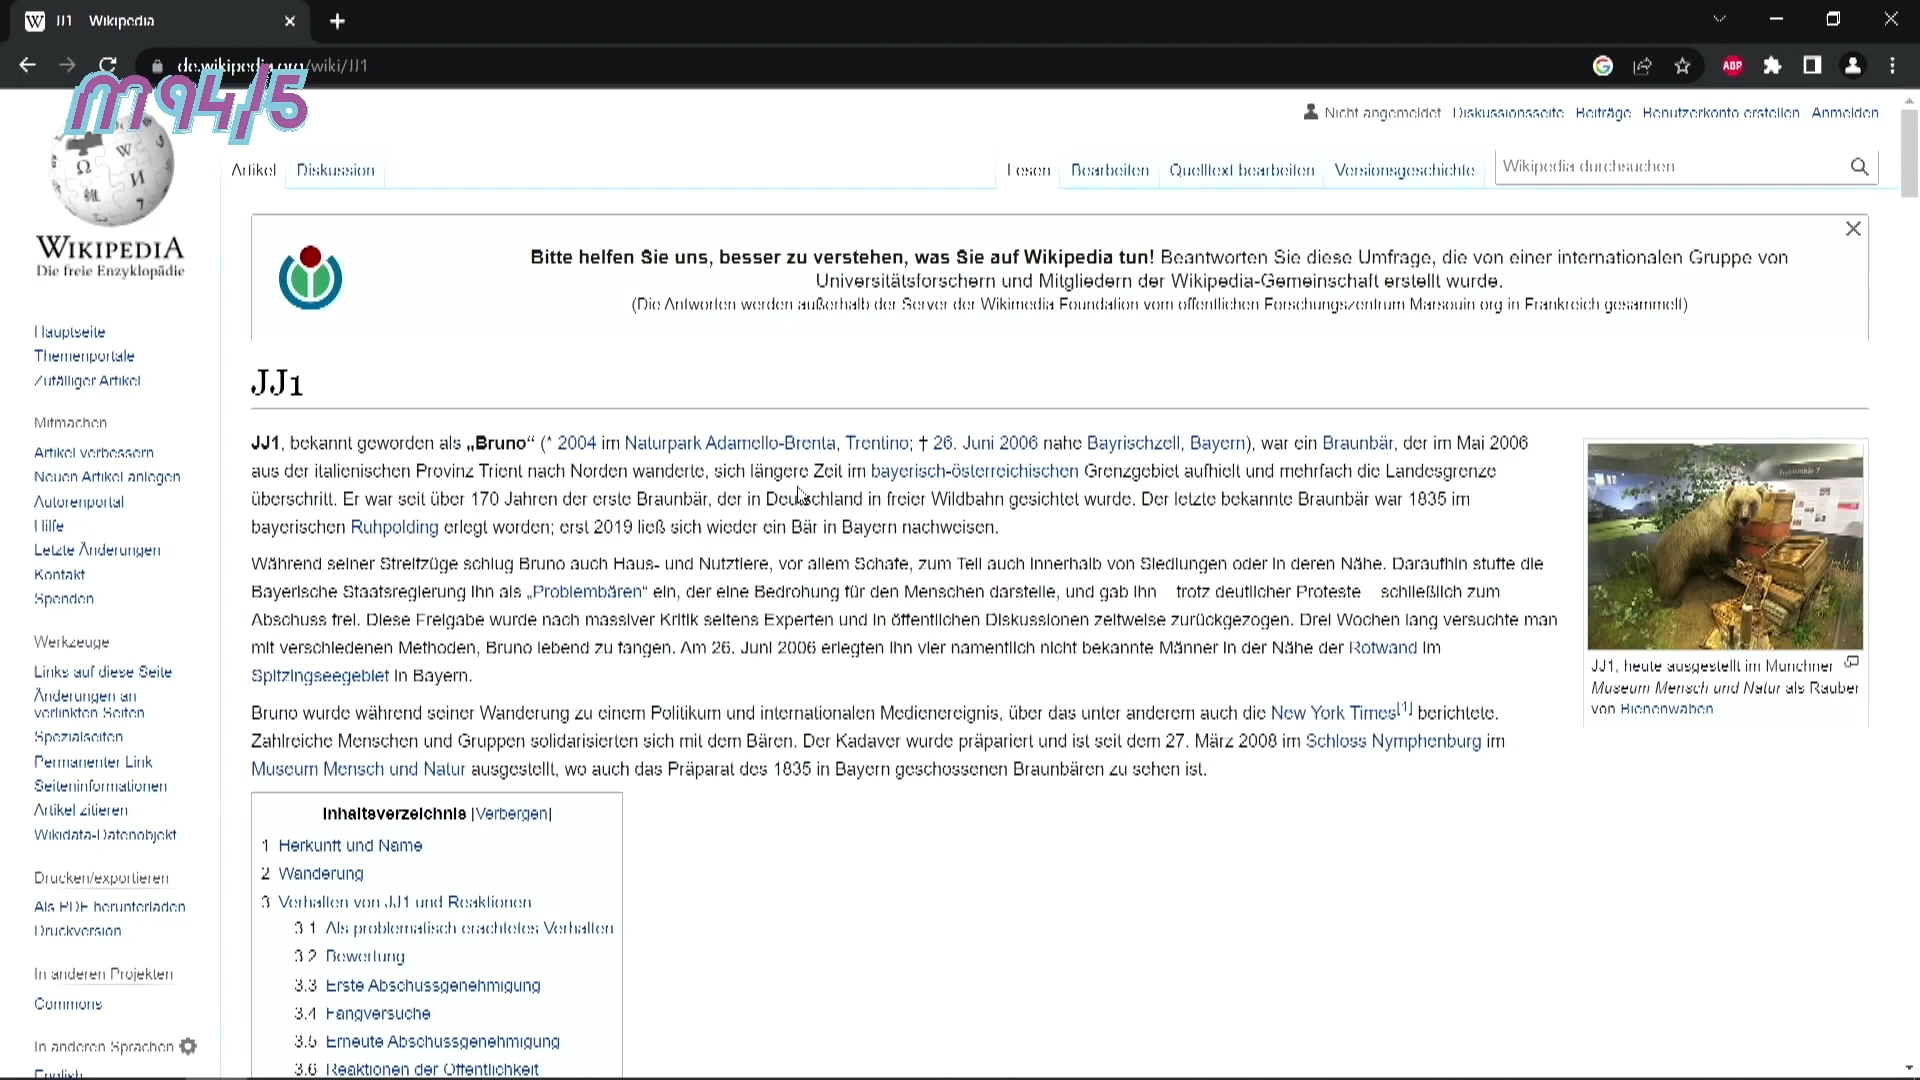 JJ1 Wikipedia
de.wikipedia.org/wiki/JJ1
M94/5
ABP
WIKIPEDIA
Die freie Enzyklopädie
Nicht angemeldet Diskussionsseite Beiträge Benutzerkonto erstellen Anmelden
Artikel Diskussion Lesen Bearbeiten Quelltext bearbeiten Versionsgeschichte Wikipedia durchsuchen
Bitte helfen Sie uns, besser zu verstehen, was Sie auf Wikipedia tun! Beantworten Sie diese Umfrage, die von einer internationalen Gruppe von
Universitätsforschern und Mitgliedern der Wikipedia-Gemeinschaft erstellt wurde.
(Die Antworten werden außerhalb der Server der Wikimedia Foundation vom öffentlichen Forschungszentrum Marsouin.org in Frankreich gesammelt)
Hauptseite
Themenportale
Zufälliger Artikel
Mitmachen
Artikel verbessern
Neuen Artikel anlegen
Autorenportal
Hilfe
Letzte Änderungen
Kontakt
Spenden
Werkzeuge
Links auf diese Seite
Änderungen an
verlinkten Seiten
Spezialseiten
Permanenter Link
Seiteninformationen
Artikel zitieren
Wikidata-Datenobjekt
Drucken/exportieren
Als PDF herunterladen
Druckversion
In anderen Projekten
Commons
In anderen Sprachen
English
JJ1
JJ1, bekannt geworden als „Bruno“ (* 2004 im Naturpark Adamello-Brenta, Trentino; † 26. Juni 2006 nahe Bayrischzell, Bayern), war ein Braunbär, der im Mai 2006
aus der italienischen Provinz Trient nach Norden wanderte, sich längere Zeit im bayerisch-österreichischen Grenzgebiet aufhielt und mehrfach die Landesgrenze
überschritt. Er war seit über 170 Jahren der erste Braunbär, der in Deutschland in freier Wildbahn gesichtet wurde. Der letzte bekannte Braunbär war 1835 im
bayerischen Ruhpolding erlegt worden; erst 2019 ließ sich wieder ein Bär in Bayern nachweisen.
Während seiner Streifzüge schlug Bruno auch Haus- und Nutztiere, vor allem Schafe, zum Teil auch innerhalb von Siedlungen oder in deren Nähe. Daraufhin stufte die
Bayerische Staatsregierung ihn als „Problembären“ ein, der eine Bedrohung für den Menschen darstelle, und gab ihn trotz deutlicher Proteste schließlich zum
Abschuss frei. Diese Freigabe wurde nach massiver Kritik seitens Experten und in öffentlichen Diskussionen zeitweise zurückgezogen. Drei Wochen lang versuchte man
mit verschiedenen Methoden, Bruno lebend zu fangen. Am 26. Juni 2006 erlegten ihn vier namentlich nicht bekannte Männer in der Nähe der Rotwand im
Spitzingseegebiet in Bayern.
Bruno wurde während seiner Wanderung zu einem Politikum und internationalen Medienereignis, über das unter anderem auch die New York Times[1] berichtete.
Zahlreiche Menschen und Gruppen solidarisierten sich mit dem Bären. Der Kadaver wurde präpariert und ist seit dem 27. März 2008 im Schloss Nymphenburg im
Museum Mensch und Natur ausgestellt, wo auch das Präparat des 1835 in Bayern geschossenen Braunbären zu sehen ist.
JJ1, heute ausgestellt im Münchner
Museum Mensch und Natur als Räuber
von Bienenwaben
Inhaltsverzeichnis [Verbergen]
1 Herkunft und Name
2 Wanderung
3 Verhalten von JJ1 und Reaktionen
3.1 Als problematisch erachtetes Verhalten
3.2 Bewertung
3.3 Erste Abschussgenehmigung
3.4 Fangversuche
3.5 Erneute Abschussgenehmigung
3.6 Reaktionen der Öffentlichkeit